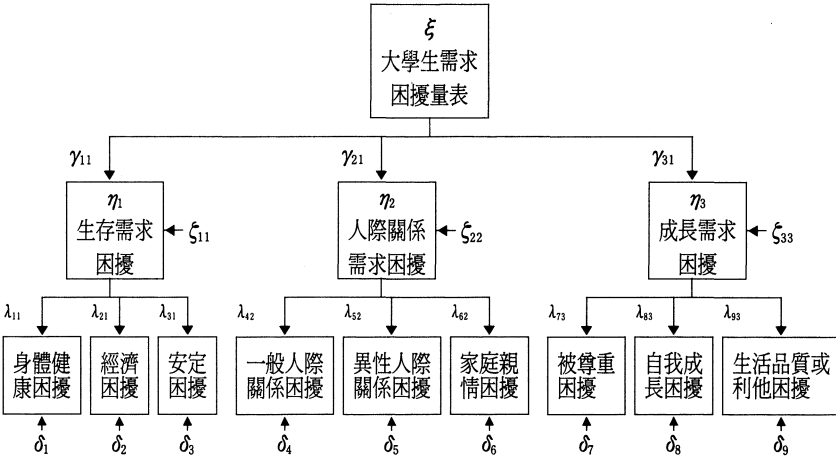 ξ
大學生需求
困擾量表
γ11
γ21
γ31
η1
生存需求
困擾
ζ11
η2
人際關係
需求困擾
ζ22
η3
成長需求
困擾
ζ33
λ11
λ21
λ31
λ42
λ52
λ62
λ73
λ83
λ93
身體健
康困擾
經濟
困擾
安定
困擾
一般人際
關係困擾
異性人際
關係困擾
家庭親
情困擾
被尊重
困擾
自我成
長困擾
生活品質或
利他困擾
δ1
δ2
δ3
δ4
δ5
δ6
δ7
δ8
δ9